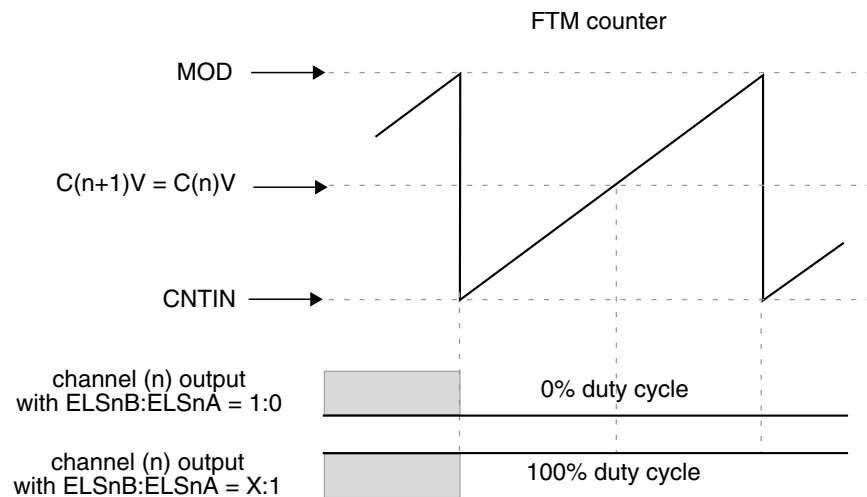 FTM counter
MOD
C(n+1)V = C(n)V
CNTIN
channel (n) output
with ELSnB:ELSnA = 1:0
0% duty cycle
channel (n) output
with ELSnB:ELSnA = X:1
100% duty cycle